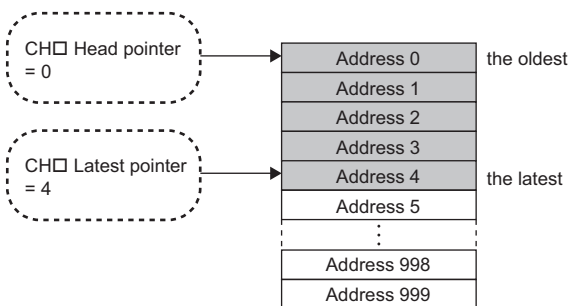 CH□ Head pointer
= 0
Address 0
the oldest
Address 1
Address 2
Address 3
CH□ Latest pointer
= 4
Address 4
the latest
Address 5
⋮
Address 998
Address 999